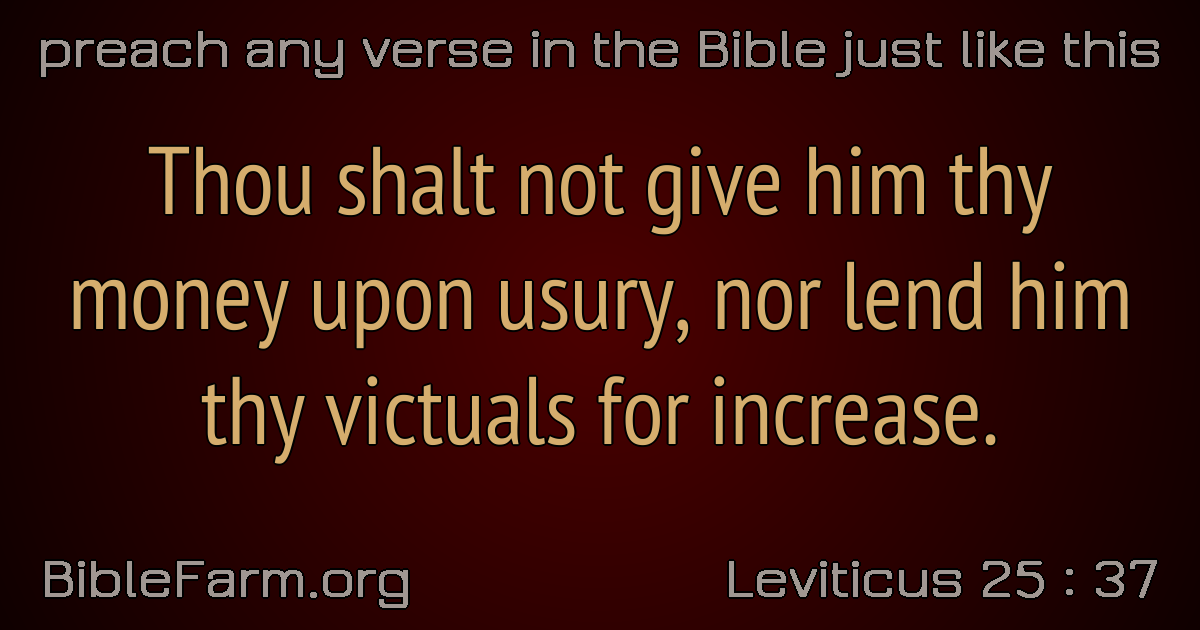 preach any verse in the Bible just like this
Thou shalt not give him thy
money upon usury, nor lend him
thy victuals for increase.
BibleFarm.org
Leviticus 25 : 37